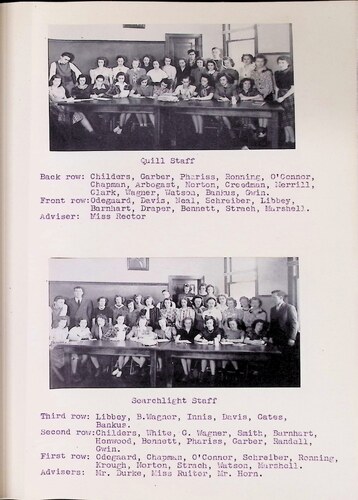 Quill Staff
Back row: Childers, Garber, Phariss, Ronning, O'Connor,
Chapman, Arbogast, Norton, Creedman, Merrill,
Clark, Wagner, Watson, Bankus, Gwin.
Front row: Odegaard, Davis, Neal, Schreiber, Libbey,
Barnhart, Draper, Bennett, Strach, Marshall.
Adviser: Miss Rector
Searchlight Staff
Third row: Libbey, B.Wagner, Innis, Davis, Gates,
Bankus.
Second row: Childers, White, G. Wagner, Smith, Barnhart,
Henwood, Bennett, Phariss, Garber, Randall,
Gwin.
First row: Odegaard, Chapman, O'Connor, Schreiber, Ronning,
Krough, Norton, Strach, Watson, Marshall.
Advisers: Mr. Durke, Miss Ruiter, Mr. Horn.